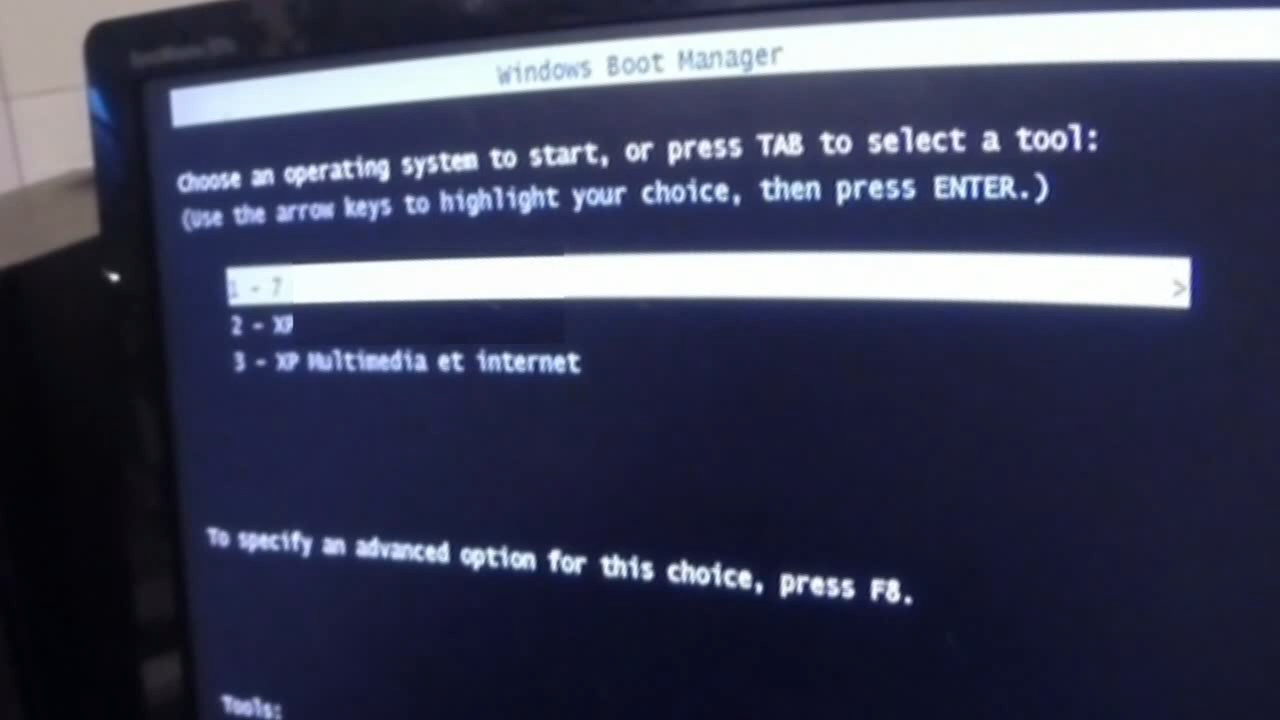 Windows Boot Manager
Choose an operating system to start, or press TAB to select a tool:
(Use the arrow keys to highlight your choice, then press ENTER.)
1 - 7 >
2 - XP
3 - XP Multimedia et internet
To specify an advanced option for this choice, press F8.
Tools: